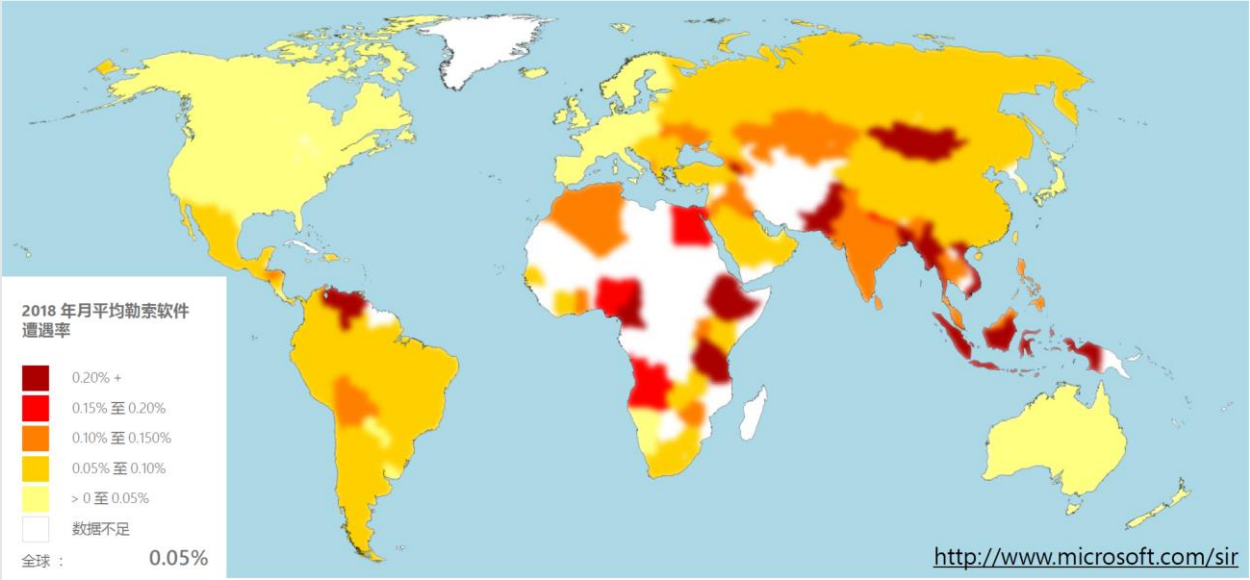 2018 年月平均勒索软件
遭遇率
0.20% +
0.15% 至 0.20%
0.10% 至 0.150%
0.05% 至 0.10%
> 0 至 0.05%
数据不足
全球 : 0.05%
http://www.microsoft.com/sir